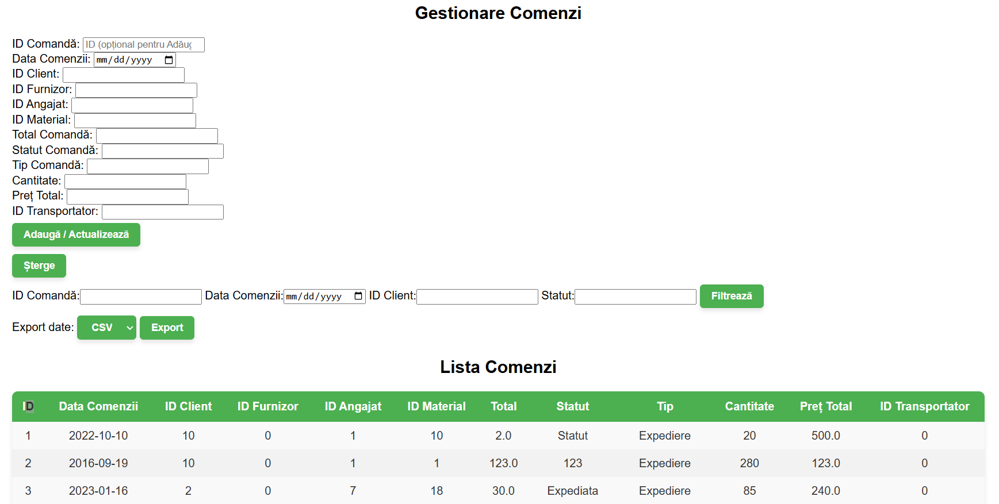 Gestionare Comenzi
ID Comandă: ID (opțional pentru Adău
Data Comenzii: mm/dd/yyyy
ID Client:
ID Furnizor:
ID Angajat:
ID Material:
Total Comandă:
Statut Comandă:
Tip Comandă:
Cantitate:
Preț Total:
ID Transportator:
Adaugă / Actualizează
Șterge
ID Comandă: Data Comenzii: mm/dd/yyyy ID Client: Statut: Filtrează
Export date: CSV Export
Lista Comenzi
ID Data Comenzii ID Client ID Furnizor ID Angajat ID Material Total Statut Tip Cantitate Preț Total ID Transportator
1 2022-10-10 10 0 1 10 2.0 Statut Expediere 20 500.0 0
2 2016-09-19 10 0 1 1 123.0 123 Expediere 280 123.0 0
3 2023-01-16 2 0 7 18 30.0 Expediata Expediere 85 240.0 0